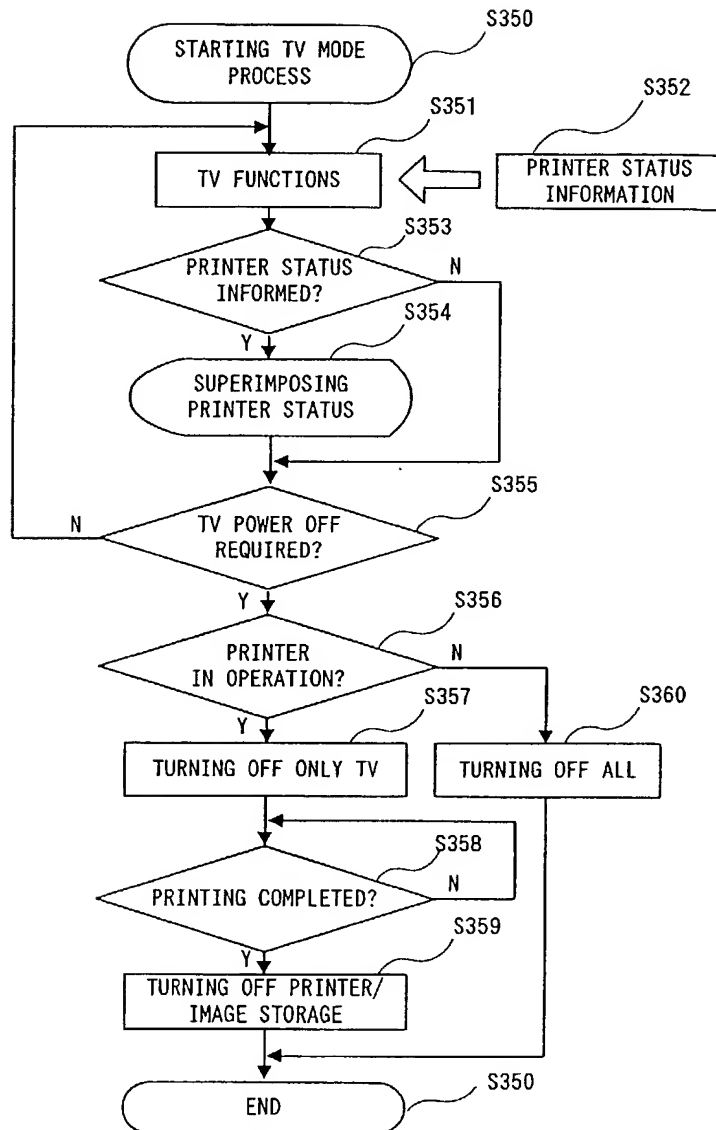 S350
STARTING TV MODE
PROCESS
S351
TV FUNCTIONS
S352
PRINTER STATUS
INFORMATION
S353
PRINTER STATUS
INFORMED?
N
Y
S354
SUPERIMPOSING
PRINTER STATUS
S355
TV POWER OFF
REQUIRED?
N
Y
S356
PRINTER
IN OPERATION?
N
Y
S357
TURNING OFF ONLY TV
S360
TURNING OFF ALL
S358
PRINTING COMPLETED?
N
Y
S359
TURNING OFF PRINTER/
IMAGE STORAGE
S350
END